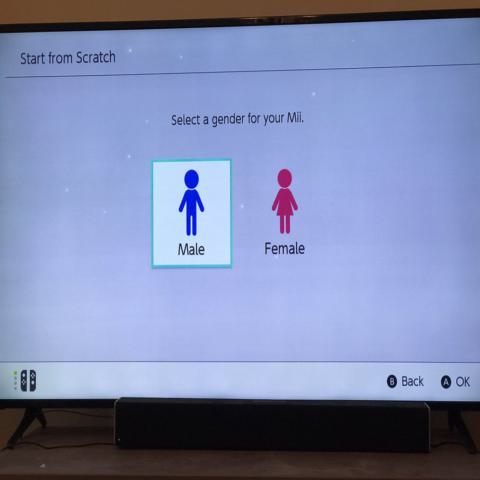 Start from Scratch
Select a gender for your Mii.
Male
Female
B Back
A OK